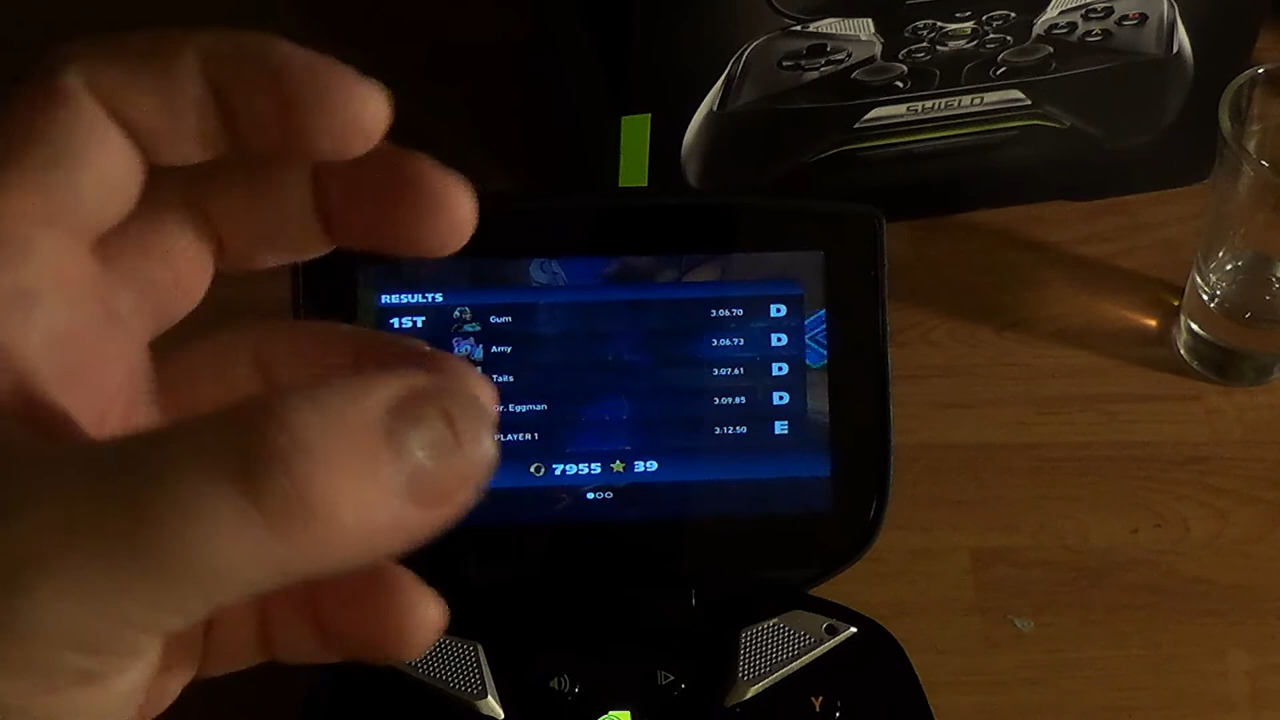 SHIELD
RESULTS
1ST Gum 3.06.70 D
Amy 3.06.73 D
Tails 3.07.61 D
Dr. Eggman 3.09.85 D
PLAYER 1 3.12.50 E
7955 39
Y